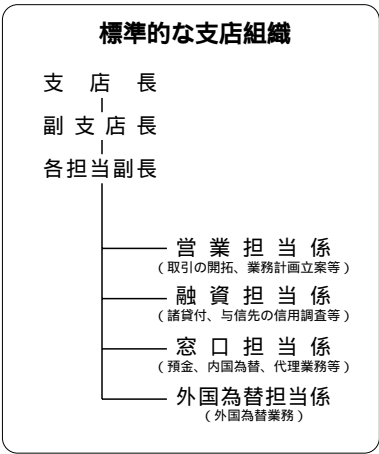 標準的な支店組織
支店長
副支店長
各担当副長
営業担当係
(取引の開拓、業務計画立案等)
融資担当係
(諸貸付、与信先の信用調査等)
窓口担当係
(預金、内国為替、代理業務等)
外国為替担当係
(外国為替業務)